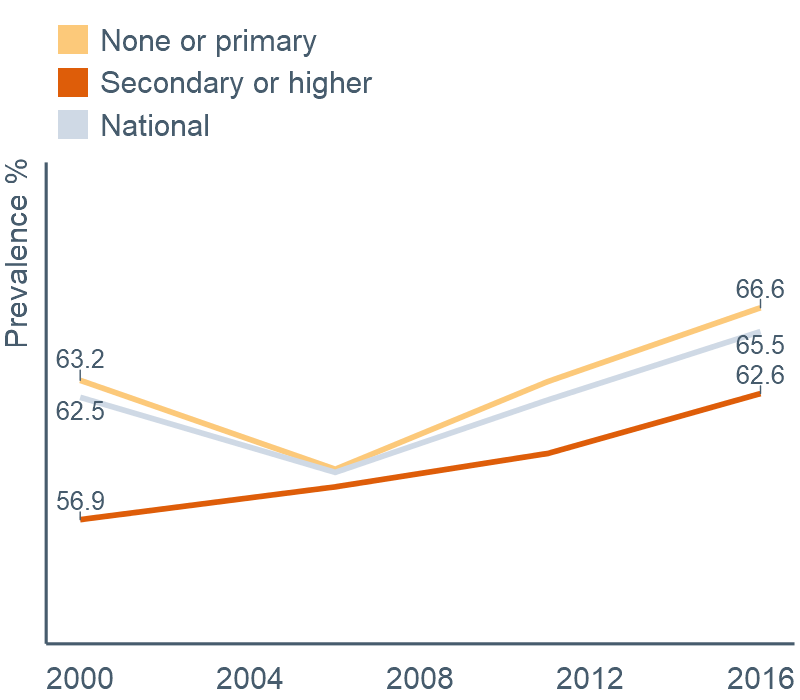 None or primary
Secondary or higher
National
Prevalence %
66.6
63.2
65.5
62.6
62.5
56.9
2000 2004 2008 2012 2016